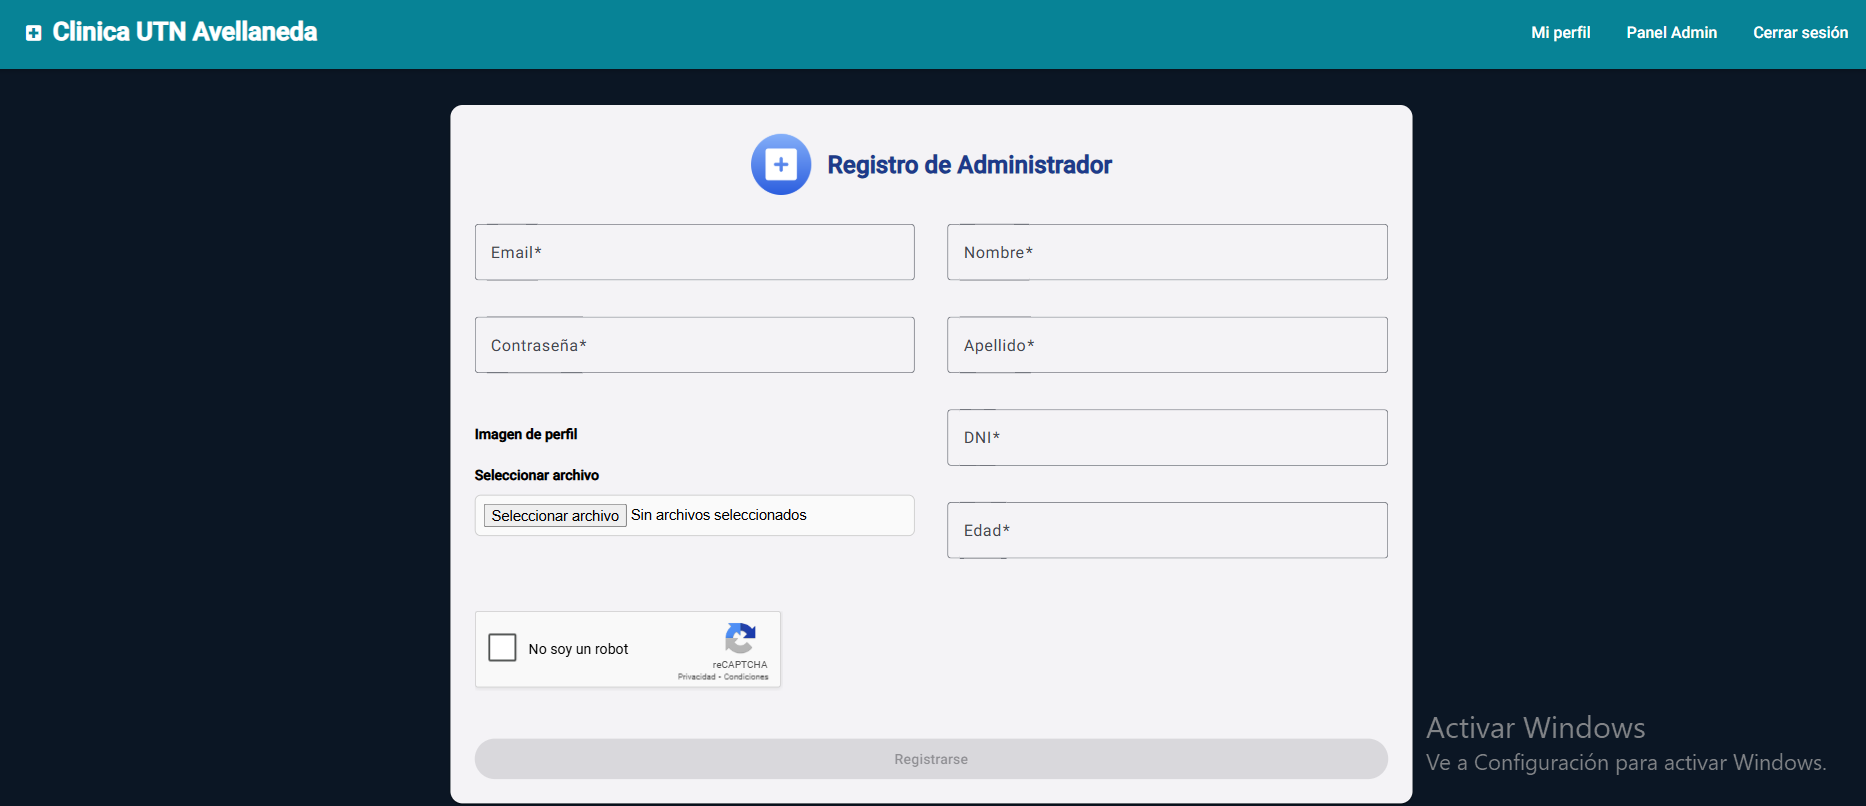 Clinica UTN Avellaneda
Mi perfil
Panel Admin
Cerrar sesión
Registro de Administrador
Email*
Nombre*
Contraseña*
Apellido*
Imagen de perfil
DNI*
Seleccionar archivo
Seleccionar archivo Sin archivos seleccionados
Edad*
No soy un robot
reCAPTCHA
Privacidad - Condiciones
Registrarse
Activar Windows
Ve a Configuración para activar Windows.